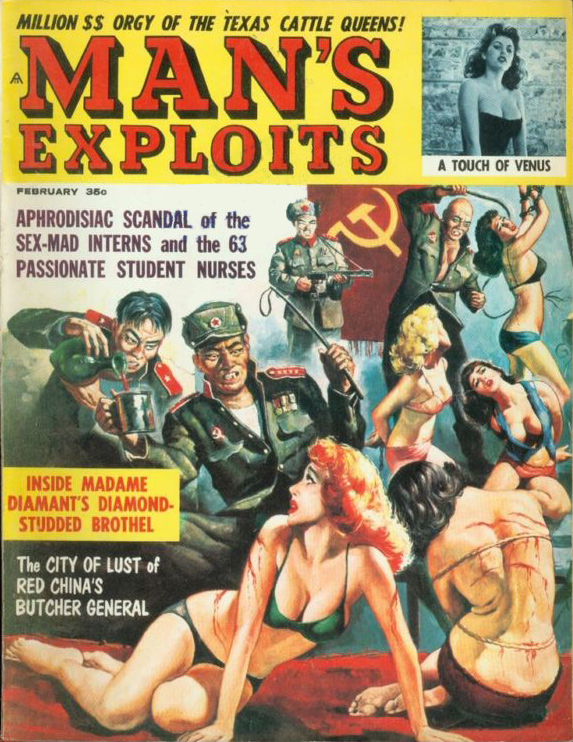 MILLION $$ ORGY OF THE TEXAS CATTLE QUEENS!
MAN'S
EXPLOITS
A TOUCH OF VENUS
FEBRUARY 35c
APHRODISIAC SCANDAL of the
SEX-MAD INTERNS and the 63
PASSIONATE STUDENT NURSES
INSIDE MADAME
DIAMANT'S DIAMOND-
STUDDED BROTHEL
The CITY OF LUST of
RED CHINA'S
BUTCHER GENERAL